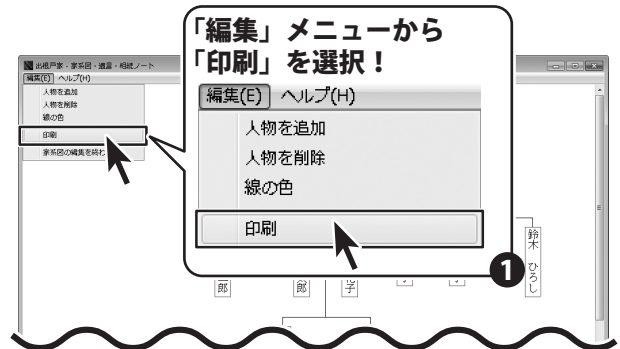 「編集」メニューから
「印刷」を選択！
出根戸家 - 家系図・遺言・相続ノート
編集(E) ヘルプ(H)
人物を追加
人物を削除
線の色
印刷
家系図の編集を終わ
編集(E) ヘルプ(H)
人物を追加
人物を削除
線の色
印刷
1
鈴木 ひろし
郎
郎
子